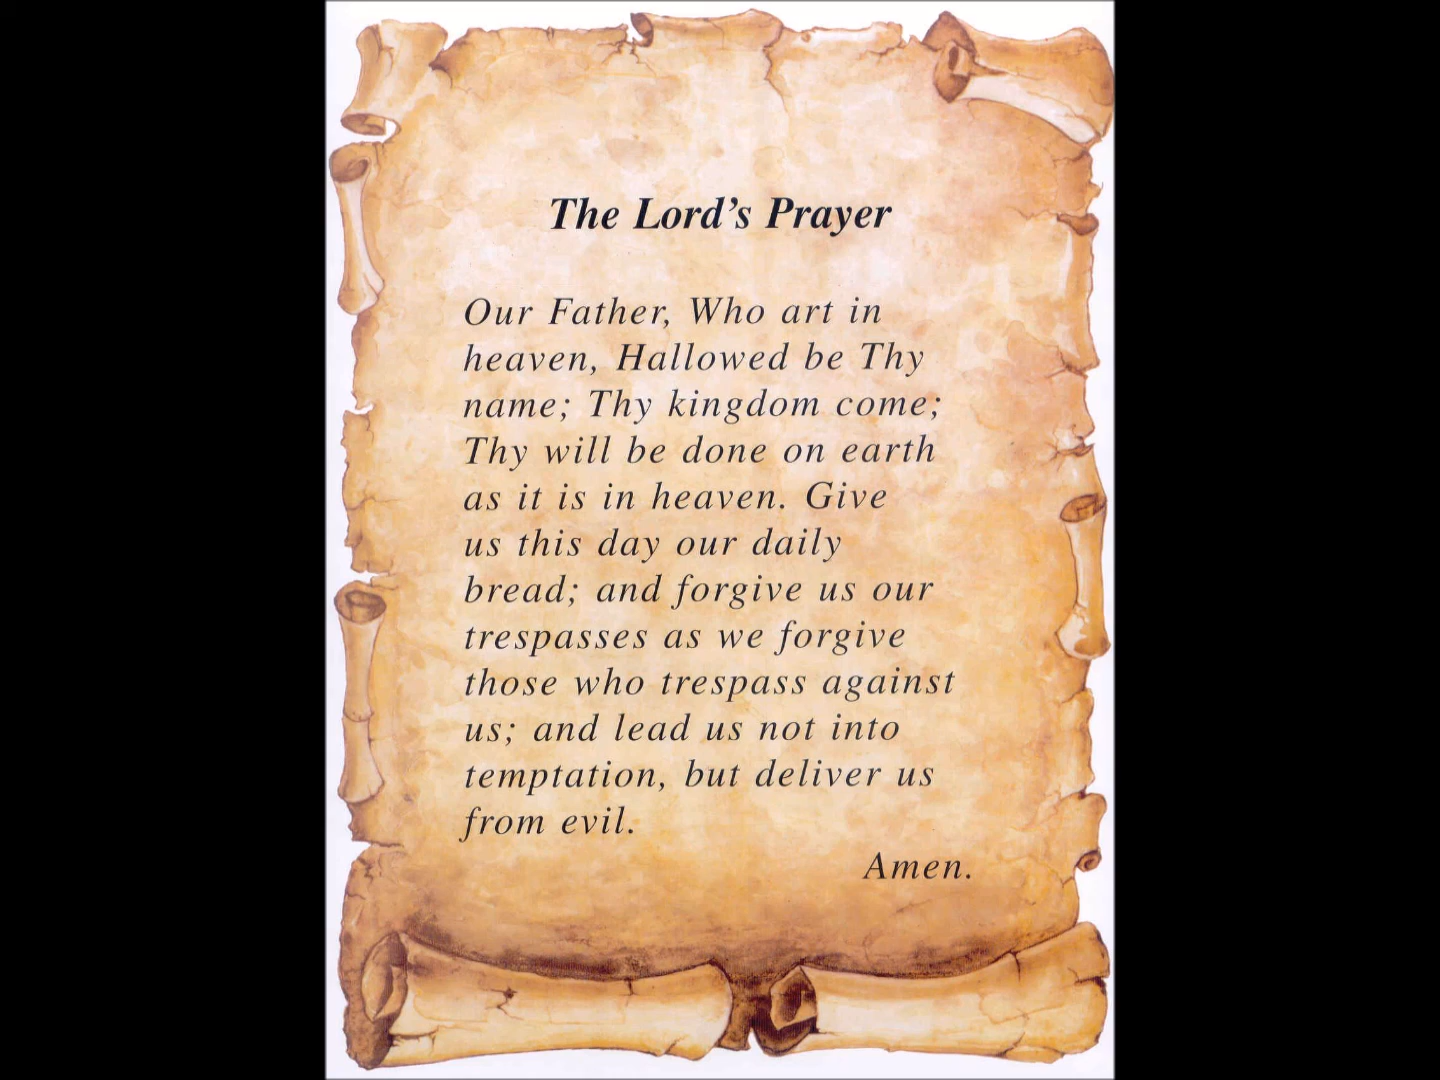 The Lord’s Prayer
Our Father, Who art in
heaven, Hallowed be Thy
name; Thy kingdom come;
Thy will be done on earth
as it is in heaven. Give
us this day our daily
bread; and forgive us our
trespasses as we forgive
those who trespass against
us; and lead us not into
temptation, but deliver us
from evil.
Amen.